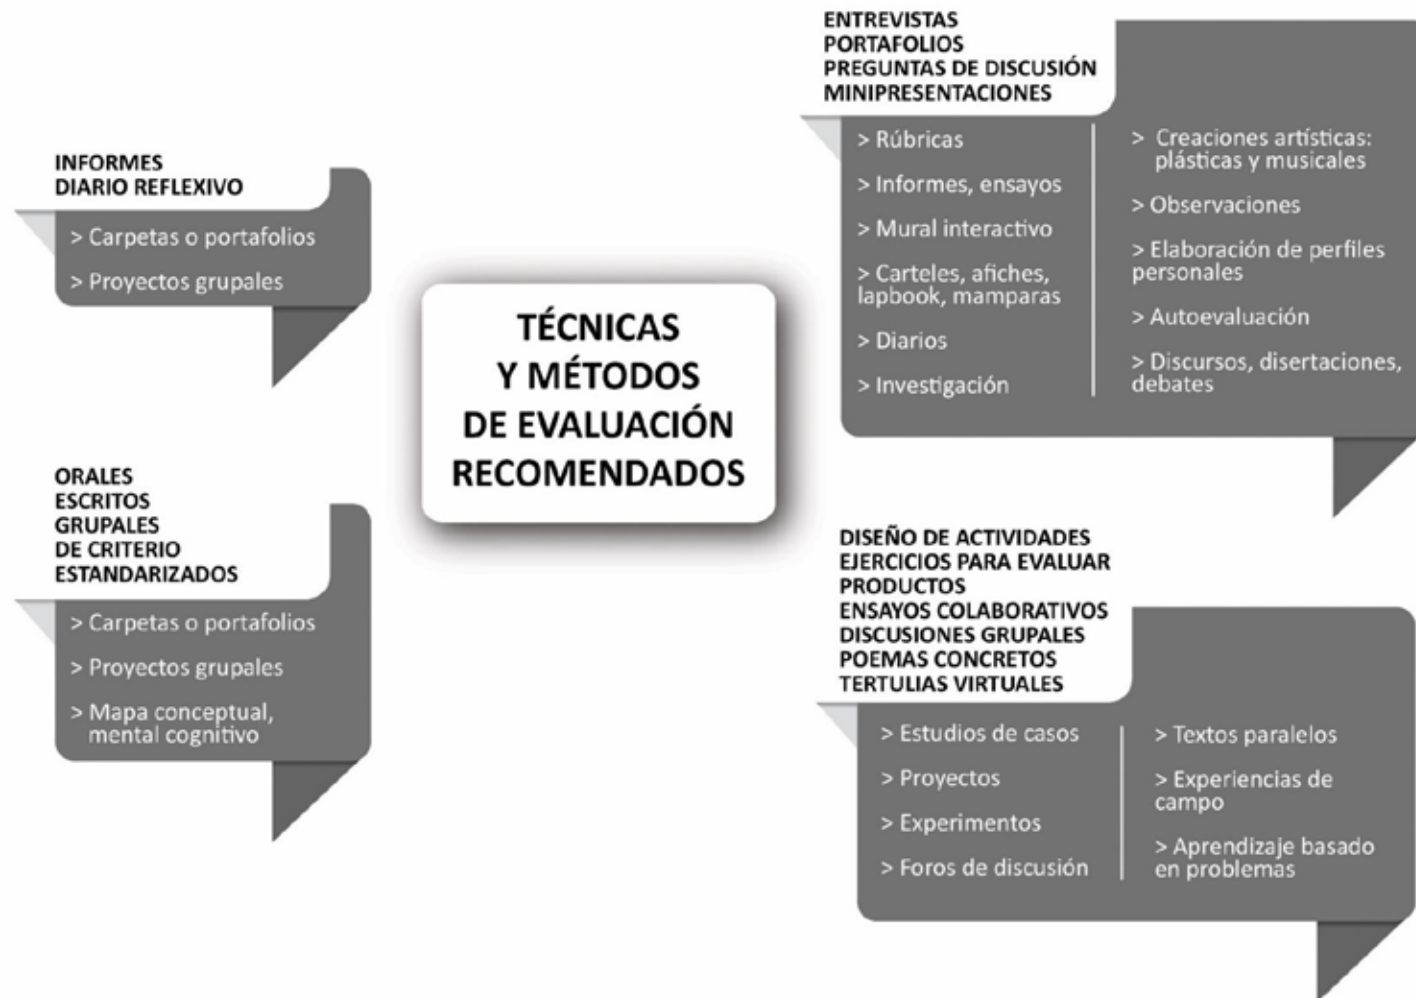 INFORMES
DIARIO REFLEXIVO
> Carpetas o portafolios
> Proyectos grupales
ORALES
ESCRITOS
GRUPALES
DE CRITERIO
ESTANDARIZADOS
> Carpetas o portafolios
> Proyectos grupales
> Mapa conceptual,
mental cognitivo
TÉCNICAS
Y MÉTODOS
DE EVALUACIÓN
RECOMENDADOS
ENTREVISTAS
PORTAFOLIOS
PREGUNTAS DE DISCUSIÓN
MINIPRESENTACIONES
> Rúbricas
> Informes, ensayos
> Mural interactivo
> Carteles, afiches,
lapbook, mamparas
> Diarios
> Investigación
> Creaciones artísticas:
plásticas y musicales
> Observaciones
> Elaboración de perfiles
personales
> Autoevaluación
> Discursos, disertaciones,
debates
DISEÑO DE ACTIVIDADES
EJERCICIOS PARA EVALUAR
PRODUCTOS
ENSAYOS COLABORATIVOS
DISCUSIONES GRUPALES
POEMAS CONCRETOS
TERTULIAS VIRTUALES
> Estudios de casos
> Proyectos
> Experimentos
> Foros de discusión
> Textos paralelos
> Experiencias de
campo
> Aprendizaje basado
en problemas